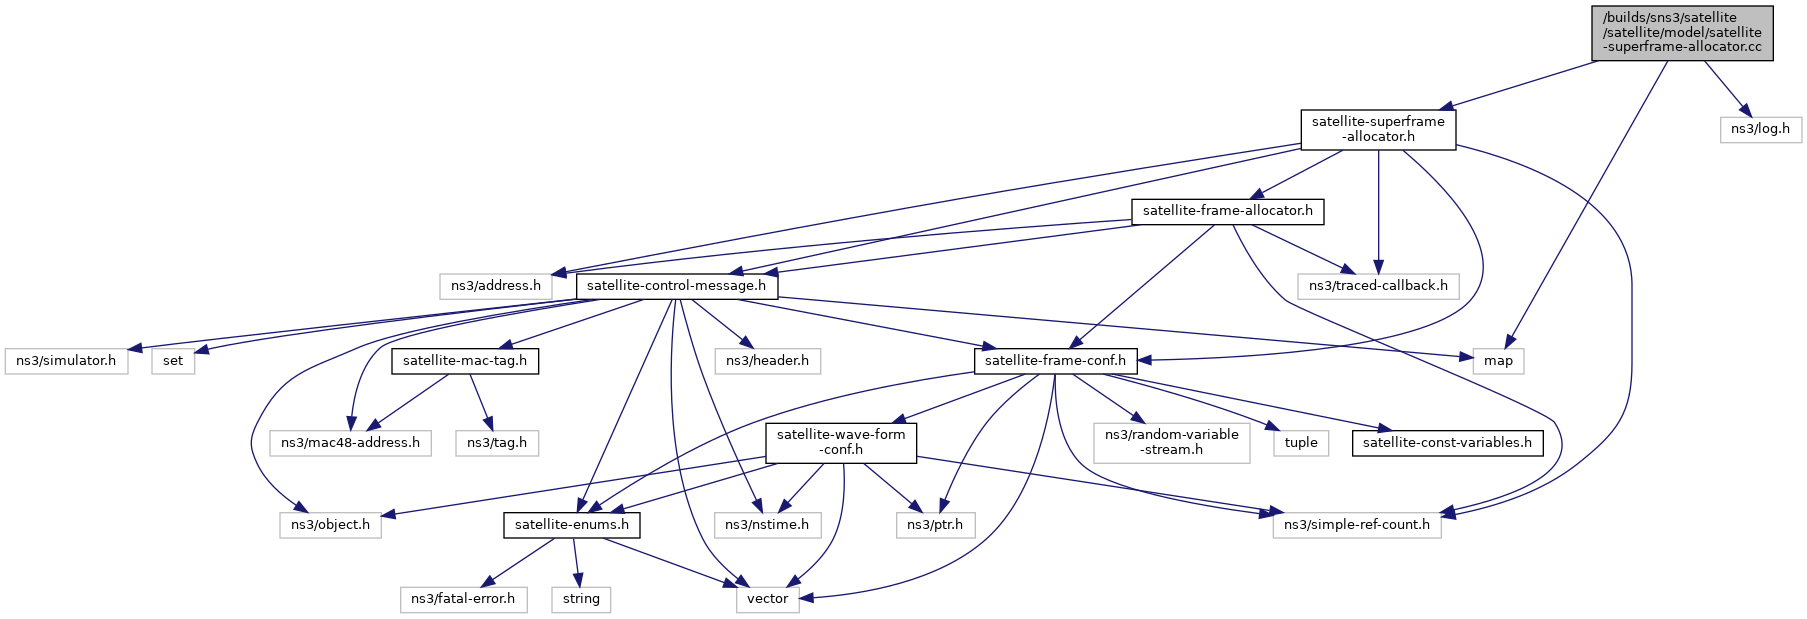 /builds/sns3/satellite
/satellite/model/satellite
-superframe-allocator.cc
satellite-superframe
-allocator.h
ns3/log.h
satellite-frame-allocator.h
ns3/address.h
satellite-control-message.h
ns3/traced-callback.h
ns3/simulator.h
set
satellite-mac-tag.h
ns3/header.h
satellite-frame-conf.h
map
ns3/mac48-address.h
ns3/tag.h
satellite-wave-form
-conf.h
ns3/random-variable
-stream.h
tuple
satellite-const-variables.h
ns3/object.h
satellite-enums.h
ns3/nstime.h
ns3/ptr.h
ns3/simple-ref-count.h
ns3/fatal-error.h
string
vector